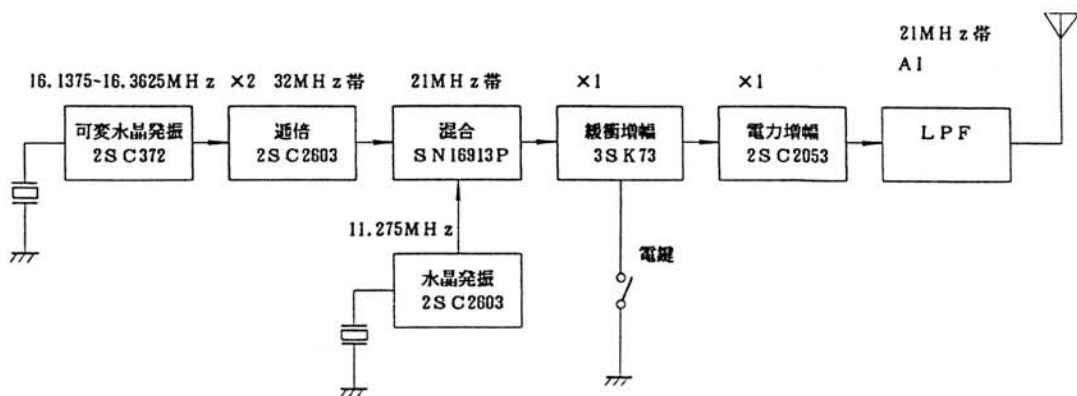 21MHz帯
A1
16.1375~16.3625MHz ×2 32MHz帯 21MHz帯 ×1 ×1
可変水晶発振
2SC372
逓倍
2SC2603
混合
SN16913P
緩衝増幅
3SK73
電力増幅
2SC2053
LPF
11.275MHz
水晶発振
2SC2603
電鍵